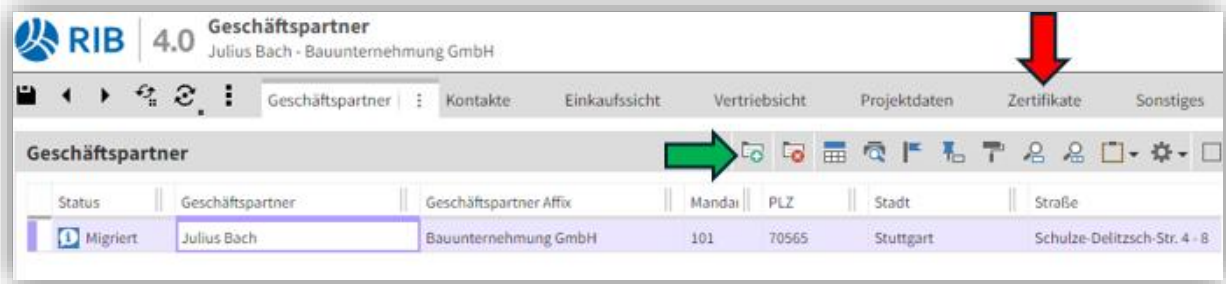 RIB 4.0 Geschäftspartner
Julius Bach - Bauunternehmung GmbH
Geschäftspartner Kontakte Einkaufssicht Vertriebsicht Projektdaten Zertifikate Sonstiges
Geschäftspartner
Status Geschäftspartner Geschäftspartner Affix Mandai PLZ Stadt Straße
Migriert Julius Bach Bauunternehmung GmbH 101 70565 Stuttgart Schulze-Delitzsch-Str. 4 - 8